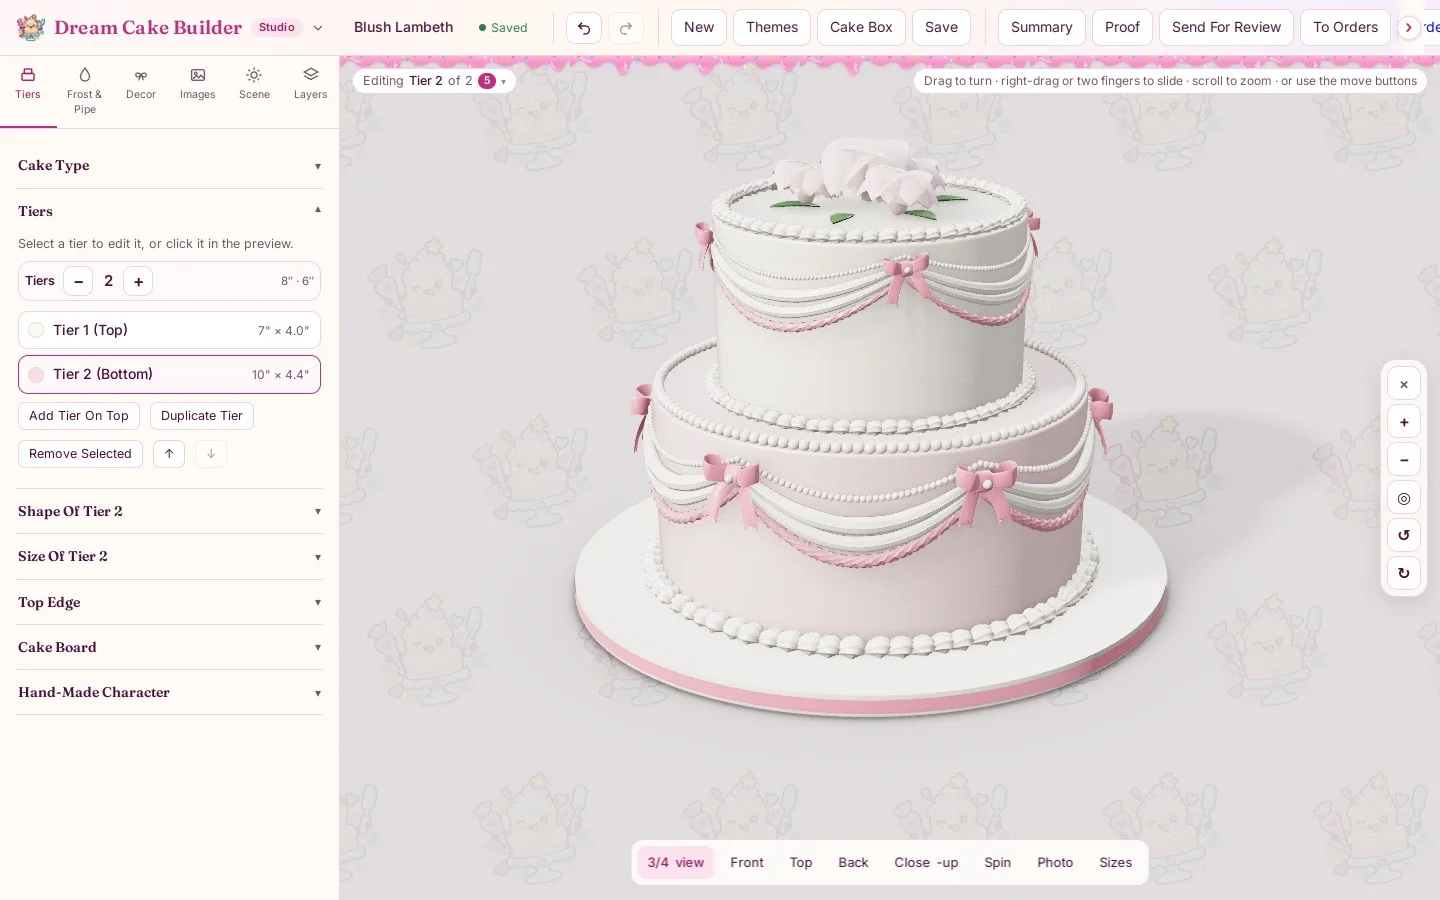 Dream Cake Builder Studio
Blush Lambeth
Saved
New
Themes
Cake Box
Save
Summary
Proof
Send For Review
To Orders
Tiers
Frost & Pipe
Decor
Images
Scene
Layers
Editing Tier 2 of 2 5
Drag to turn · right-drag or two fingers to slide · scroll to zoom · or use the move buttons
Cake Type
Tiers
Select a tier to edit it, or click it in the preview.
Tiers − 2 + 8" · 6"
Tier 1 (Top) 7" × 4.0"
Tier 2 (Bottom) 10" × 4.4"
Add Tier On Top
Duplicate Tier
Remove Selected
Shape Of Tier 2
Size Of Tier 2
Top Edge
Cake Board
Hand-Made Character
3/4 view
Front
Top
Back
Close -up
Spin
Photo
Sizes